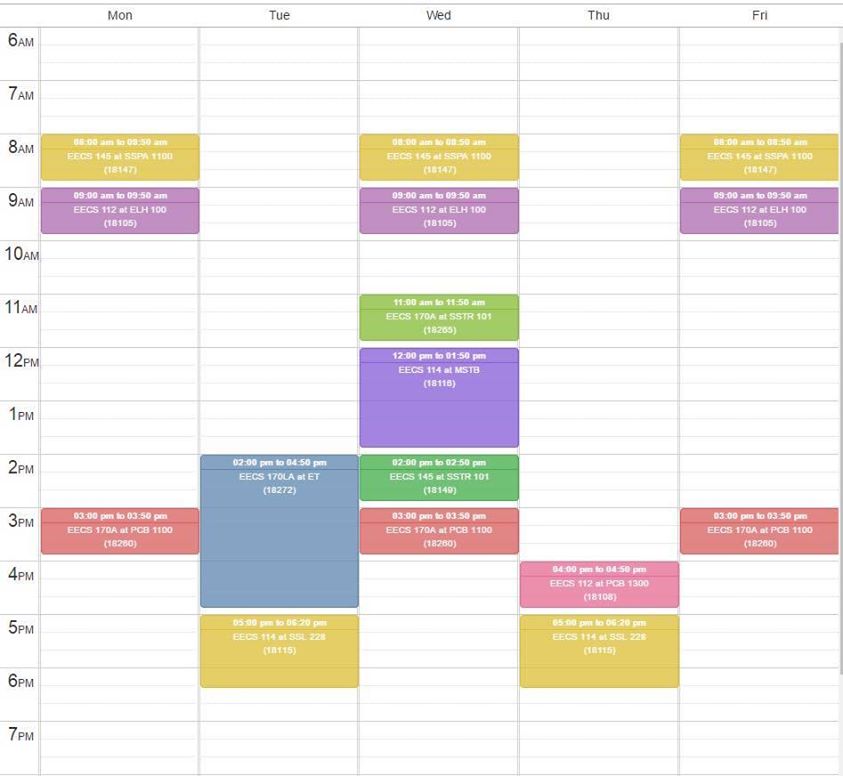 Mon Tue Wed Thu Fri
6AM
7AM
8AM
08:00 am to 08:50 am
EECS 145 at SSPA 1100
(18147)
08:00 am to 08:50 am
EECS 145 at SSPA 1100
(18147)
08:00 am to 08:50 am
EECS 145 at SSPA 1100
(18147)
9AM
09:00 am to 09:50 am
EECS 112 at ELH 100
(18105)
09:00 am to 09:50 am
EECS 112 at ELH 100
(18105)
09:00 am to 09:50 am
EECS 112 at ELH 100
(18105)
10AM
11AM
11:00 am to 11:50 am
EECS 170A at SSTR 101
(18265)
12PM
12:00 pm to 01:50 pm
EECS 114 at MSTB
(18116)
1PM
2PM
02:00 pm to 04:50 pm
EECS 170LA at ET
(18272)
02:00 pm to 02:50 pm
EECS 145 at SSTR 101
(18149)
3PM
03:00 pm to 03:50 pm
EECS 170A at PCB 1100
(18260)
03:00 pm to 03:50 pm
EECS 170A at PCB 1100
(18260)
03:00 pm to 03:50 pm
EECS 170A at PCB 1100
(18260)
4PM
04:00 pm to 04:50 pm
EECS 112 at PCB 1300
(18108)
5PM
05:00 pm to 06:20 pm
EECS 114 at SSL 228
(18115)
05:00 pm to 06:20 pm
EECS 114 at SSL 228
(18115)
6PM
7PM